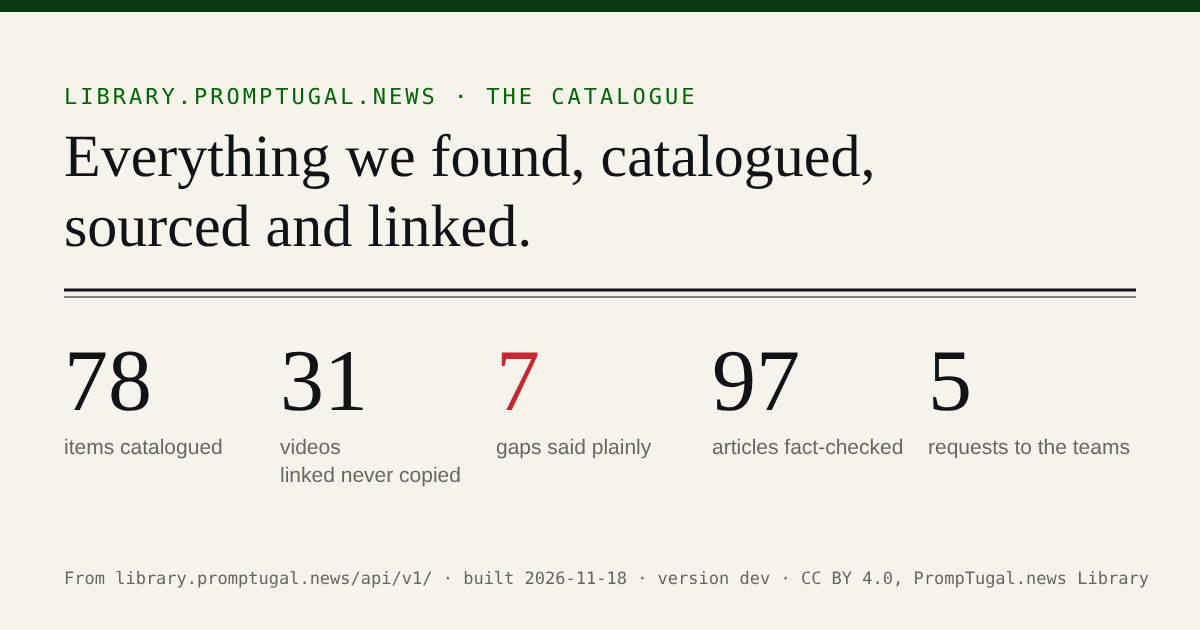 LIBRARY.PROMPTUGAL.NEWS · THE CATALOGUE
Everything we found, catalogued,
sourced and linked.
78
items catalogued
31
videos
linked never copied
7
gaps said plainly
97
articles fact-checked
5
requests to the teams
From library.promptugal.news/api/v1/ · built 2026-11-18 · version dev · CC BY 4.0, PrompTugal.news Library